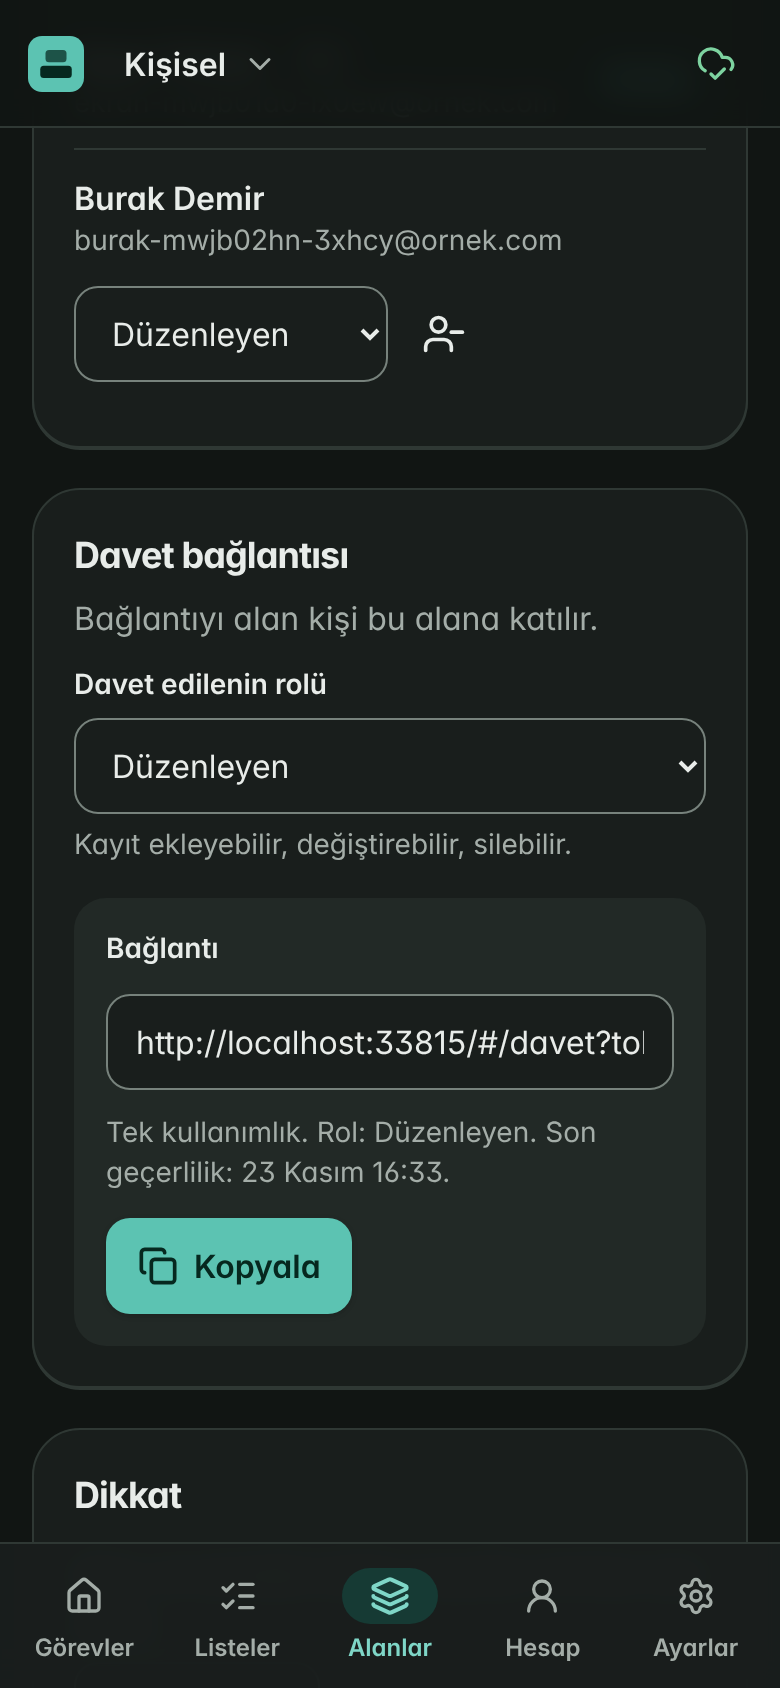 Kişisel
Burak Demir
burak-mwjb02hn-3xhcy@ornek.com
Düzenleyen
Davet bağlantısı
Bağlantıyı alan kişi bu alana katılır.
Davet edilenin rolü
Düzenleyen
Kayıt ekleyebilir, değiştirebilir, silebilir.
Bağlantı
http://localhost:33815/#/davet?to
Tek kullanımlık. Rol: Düzenleyen. Son
geçerlilik: 23 Kasım 16:33.
Kopyala
Dikkat
Görevler
Listeler
Alanlar
Hesap
Ayarlar